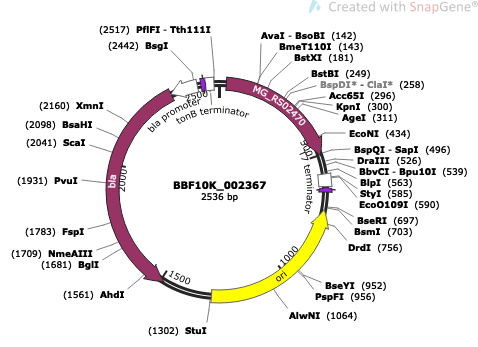 Created with SnapGene®
(2517) PflFI - Tth111I
(2442) BsgI
AvaI - BsoBI (142)
BmeT110I (143)
BstXI (181)
BstBI (249)
BspDI* - ClaI* (258)
Acc65I (296)
KpnI (300)
AgeI (311)
EcoNI (434)
BspQI - SapI (496)
DraIII (526)
BbvCI - Bpu10I (539)
BlpI (563)
StyI (585)
EcoO109I (590)
BseRI (697)
BsmI (703)
DrdI (756)
BseYI (952)
PspFI (956)
AlwNI (1064)
(1302) StuI
(1561) AhdI
(1681) BglI
(1709) NmeAIII
(1783) FspI
(1931) PvuI
(2041) ScaI
(2098) BsaHI
(2160) XmnI
bla promoter
tonB terminator
MG_RS02470
T7 terminator
ori
bla
500
1000
1500
2000
2500
BBF10K_002367
2536 bp